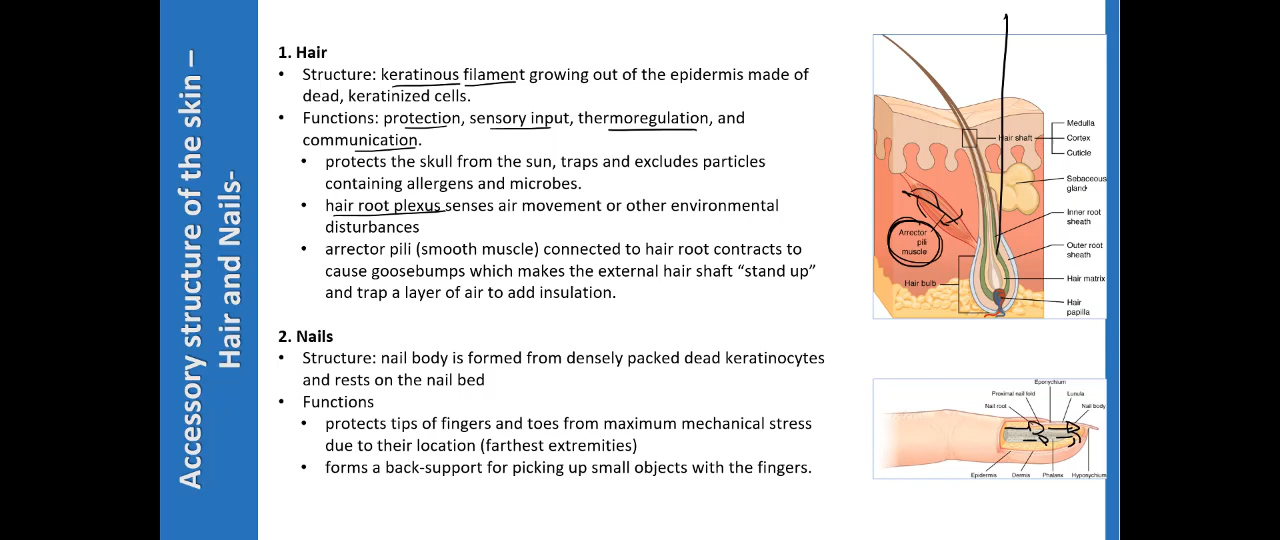 Accessory structure of the skin –
Hair and Nails-
1. Hair
• Structure: keratinous filament growing out of the epidermis made of
dead, keratinized cells.
• Functions: protection, sensory input, thermoregulation, and
communication.
• protects the skull from the sun, traps and excludes particles
containing allergens and microbes.
• hair root plexus senses air movement or other environmental
disturbances
• arrector pili (smooth muscle) connected to hair root contracts to
cause goosebumps which makes the external hair shaft “stand up”
and trap a layer of air to add insulation.
2. Nails
• Structure: nail body is formed from densely packed dead keratinocytes
and rests on the nail bed
• Functions
• protects tips of fingers and toes from maximum mechanical stress
due to their location (farthest extremities)
• forms a back-support for picking up small objects with the fingers.
Medulla
Hair shaft
Cortex
Cuticle
Sebaceous
gland
Inner root
sheath
Arrector
pili
muscle
Outer root
sheath
Hair matrix
Hair bulb
Hair
papilla
Eponychium
Proximal nail fold
Lunula
Nail root
Nail body
Epidermis
Dermis
Phalanx
Hyponychium